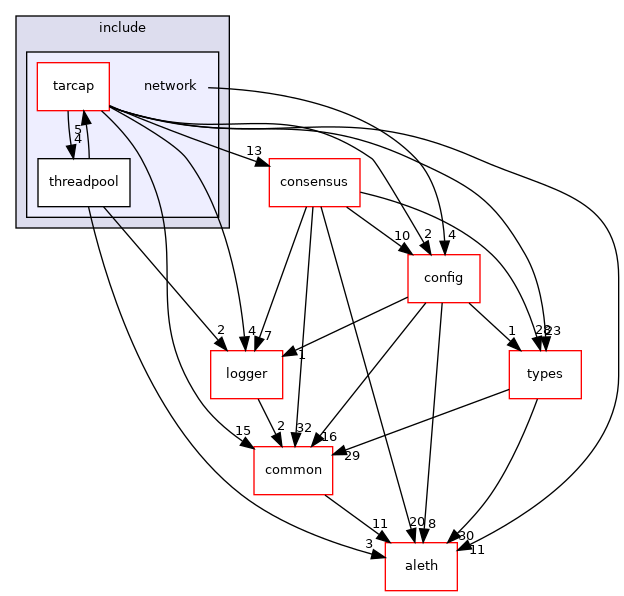 include
tarcap
network
5
4
threadpool
13
consensus
10
2
4
config
2
4
7
1
1
28
23
logger
types
15
2
32
16
29
common
11
20
8
30
11
3
aleth